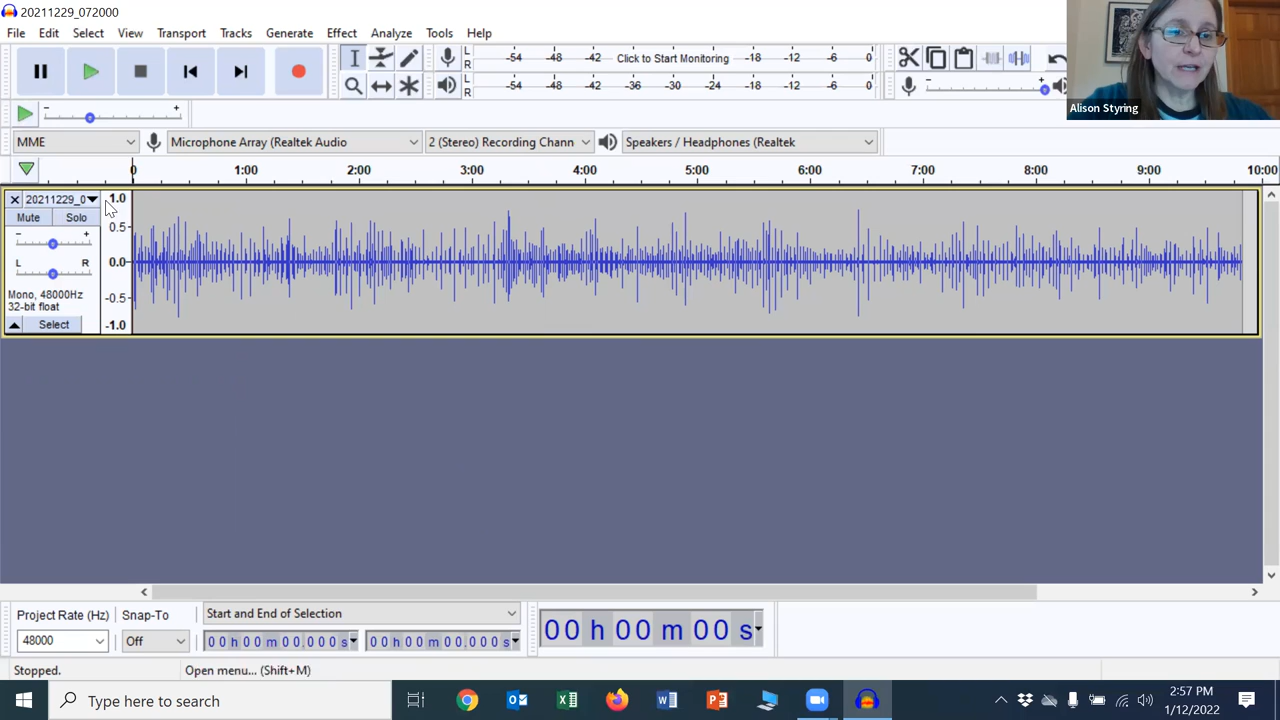 20211229_072000
File Edit Select View Transport Tracks Generate Effect Analyze Tools Help
L R -54 -48 -42 Click to Start Monitoring -18 -12 -6 0
L R -54 -48 -42 -36 -30 -24 -18 -12 -6 0
- +
Alison Styring
- +
MME Microphone Array (Realtek Audio 2 (Stereo) Recording Chann Speakers / Headphones (Realtek
0 1:00 2:00 3:00 4:00 5:00 6:00 7:00 8:00 9:00 10:00
20211229_0 1.0
Mute Solo 0.5
- +
L R 0.0
Mono, 48000Hz
32-bit float -0.5
Select -1.0
Project Rate (Hz) Snap-To Start and End of Selection
48000 Off 00 h 00 m 00.000 s 00 h 00 m 00.000 s 00 h 00 m 00 s
Stopped. Open menu... (Shift+M)
Type here to search
2:57 PM
1/12/2022